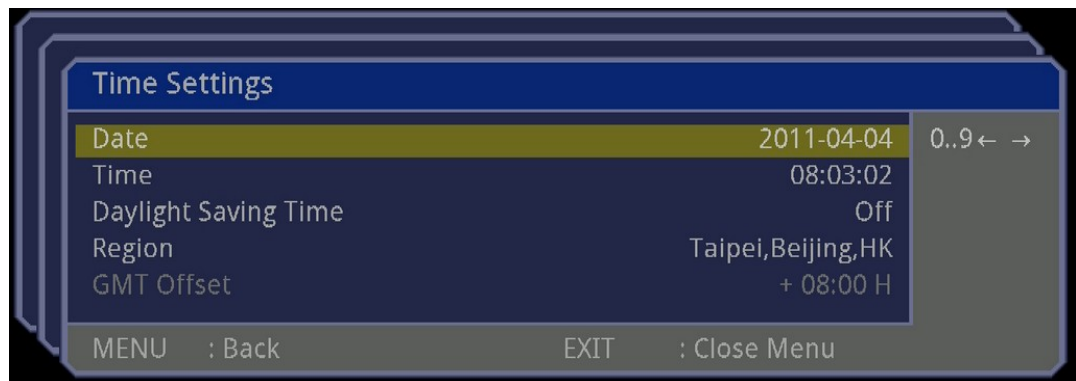 Time Settings
Date 2011-04-04 0..9← →
Time 08:03:02
Daylight Saving Time Off
Region Taipei,Beijing,HK
GMT Offset + 08:00 H
MENU : Back EXIT : Close Menu